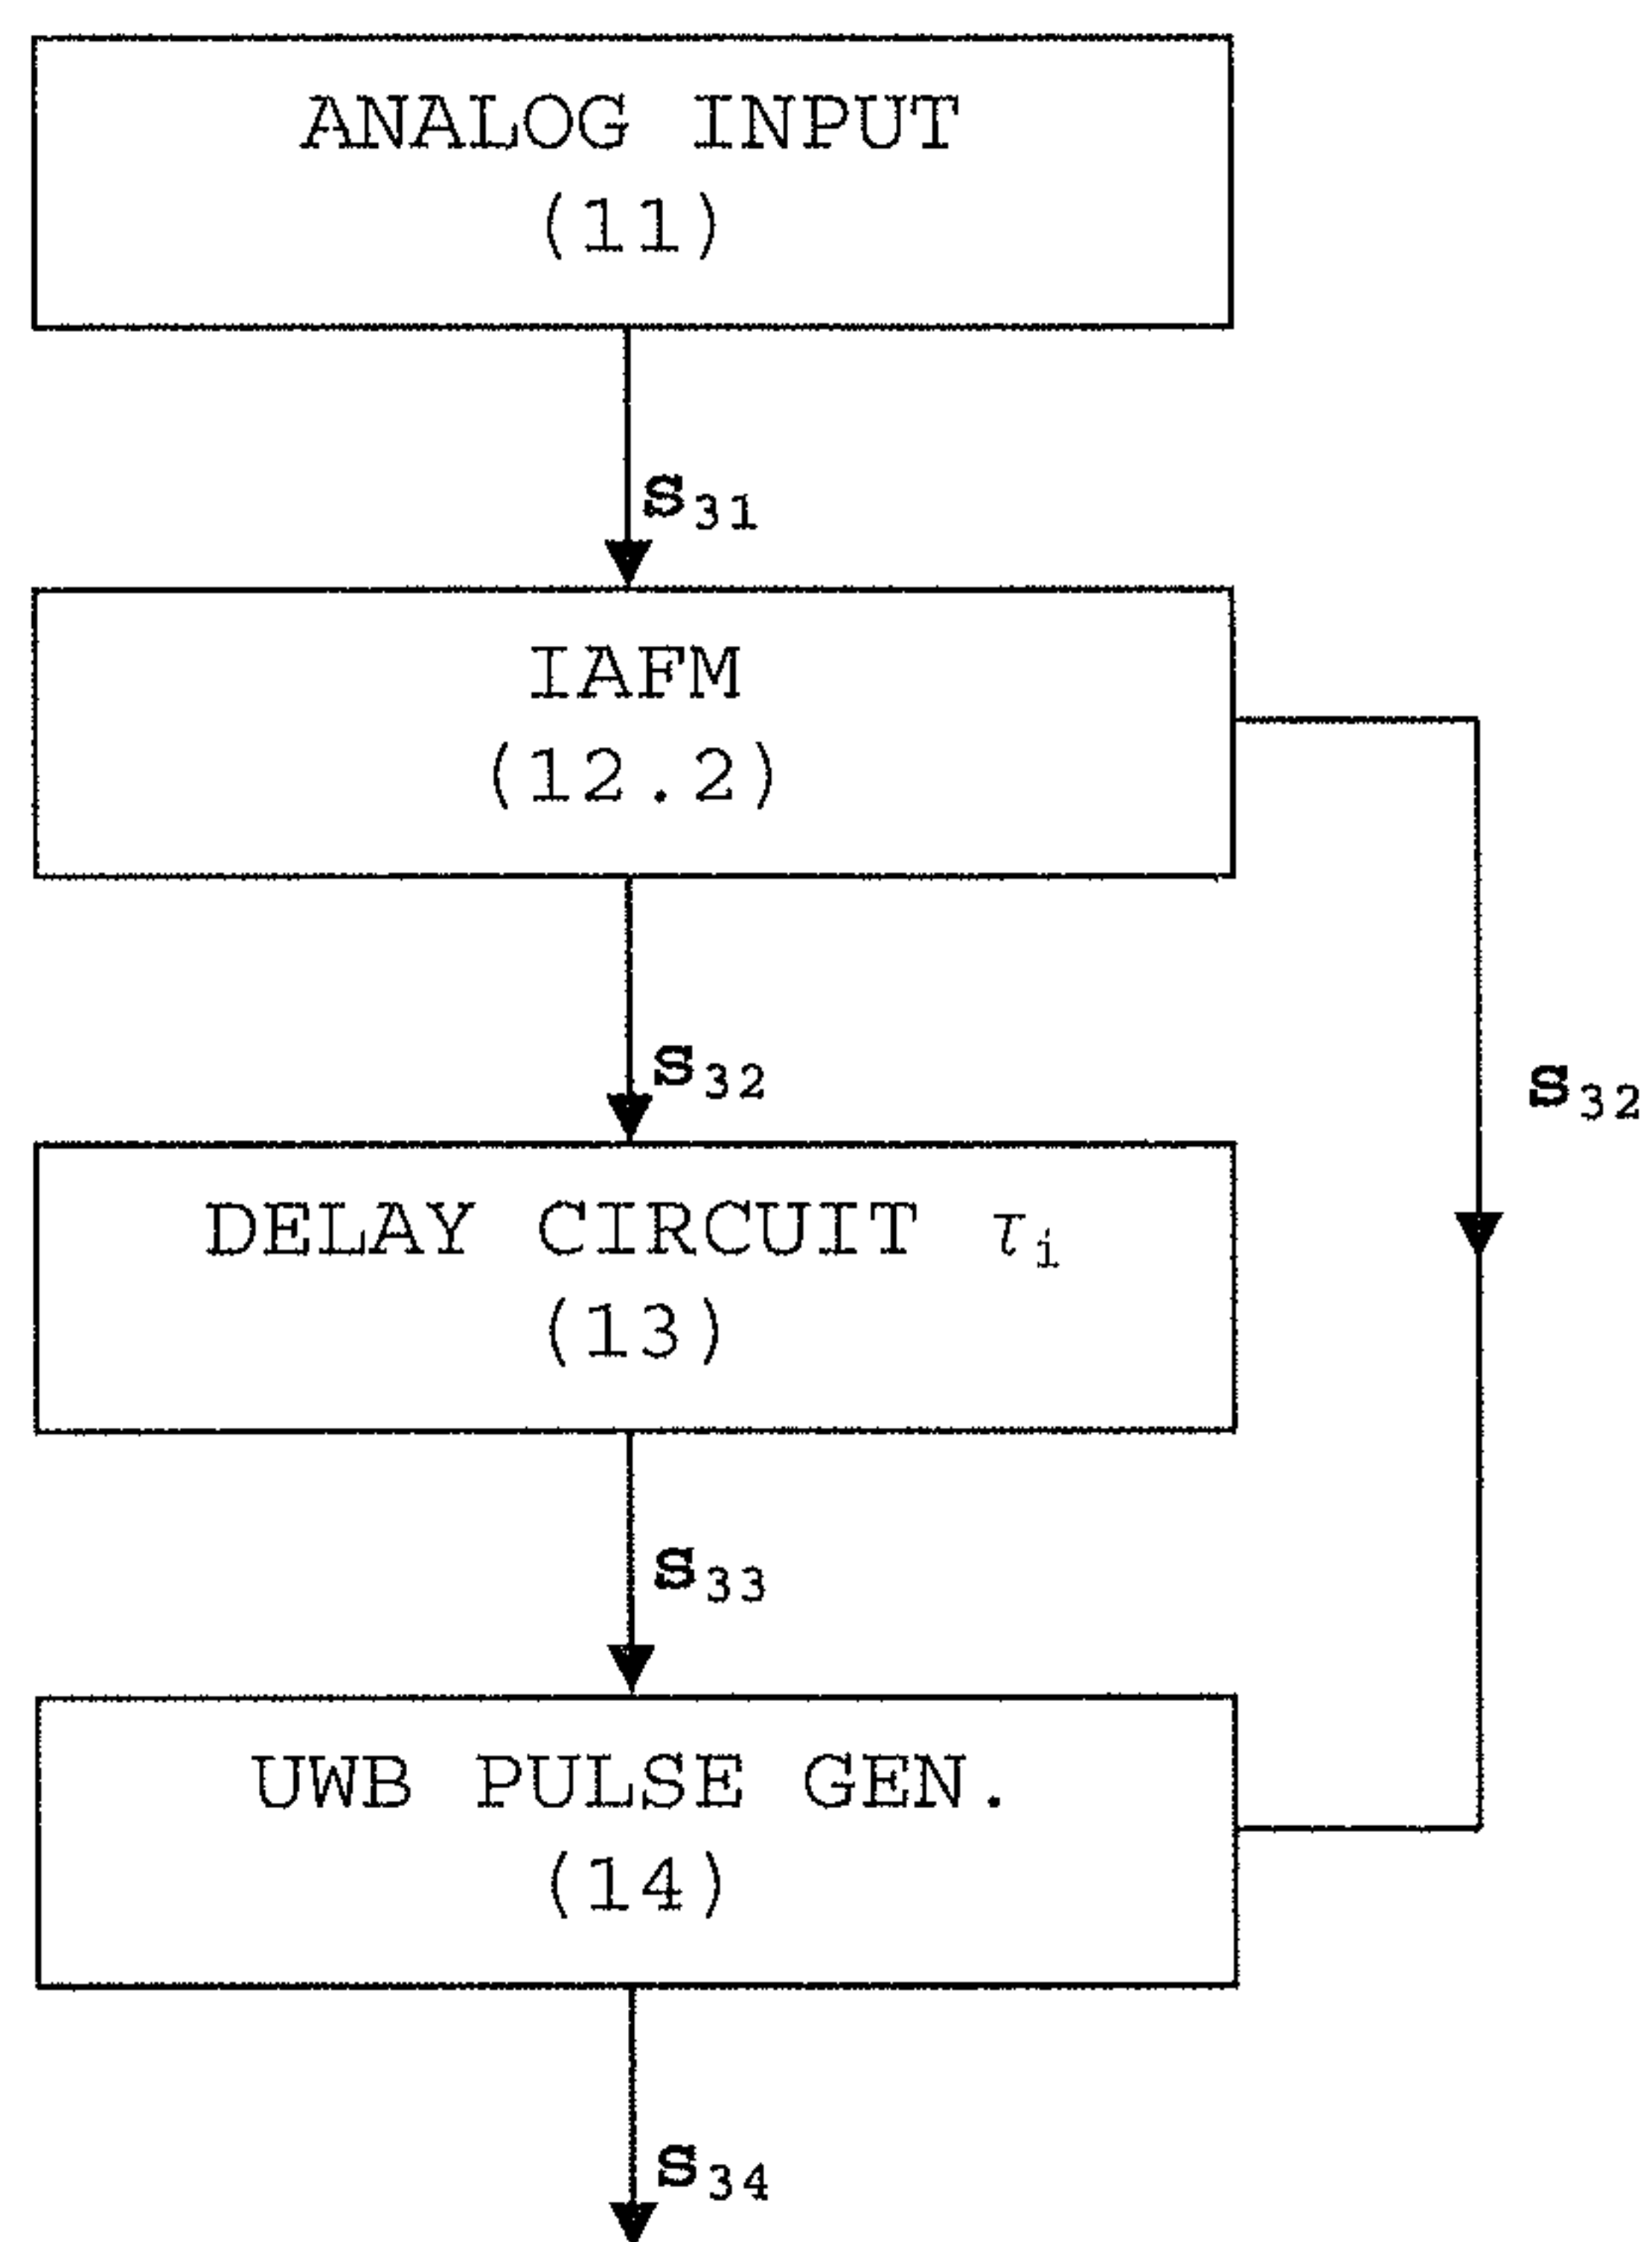 ANALOG INPUT
(11)
s31
IAFM
(12.2)
s32
s32
DELAY CIRCUIT τi
(13)
s33
UWB PULSE GEN.
(14)
s34